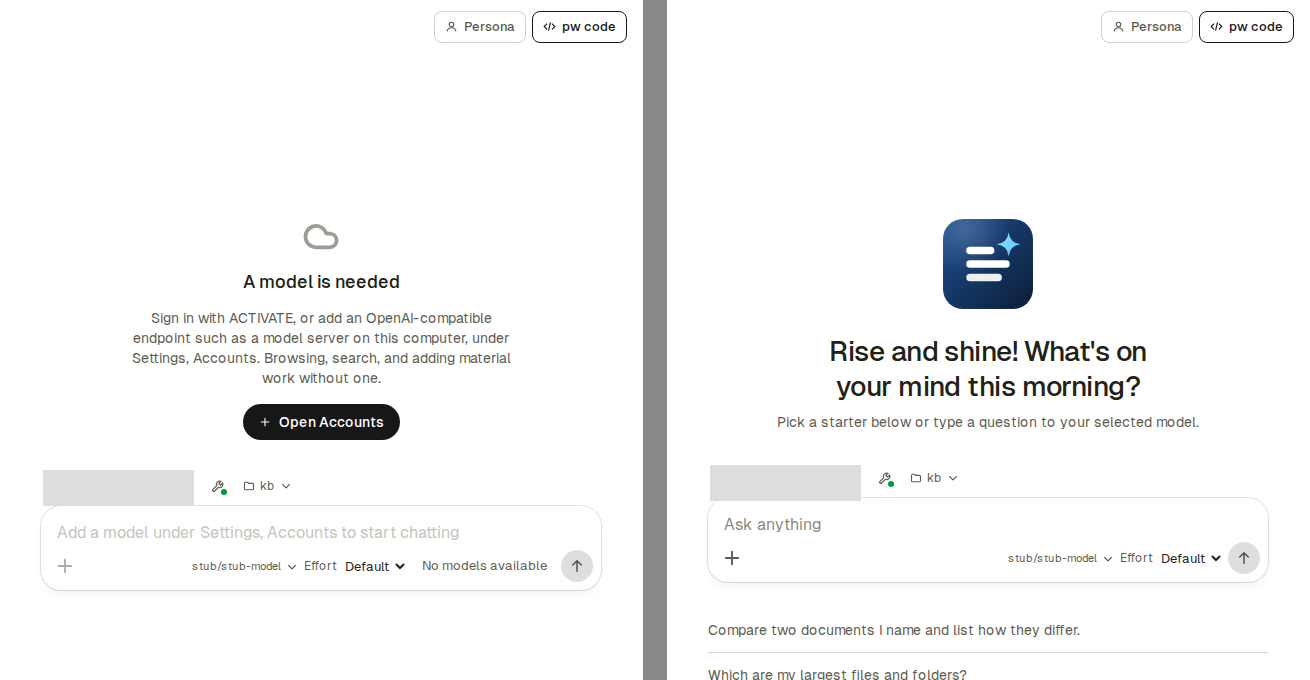 Persona
pw code
A model is needed
Sign in with ACTIVATE, or add an OpenAI-compatible
endpoint such as a model server on this computer, under
Settings, Accounts. Browsing, search, and adding material
work without one.
Open Accounts
kb
Add a model under Settings, Accounts to start chatting
stub/stub-model Effort Default No models available
Persona
pw code
Rise and shine! What's on
your mind this morning?
Pick a starter below or type a question to your selected model.
kb
Ask anything
stub/stub-model Effort Default
Compare two documents I name and list how they differ.
Which are my largest files and folders?